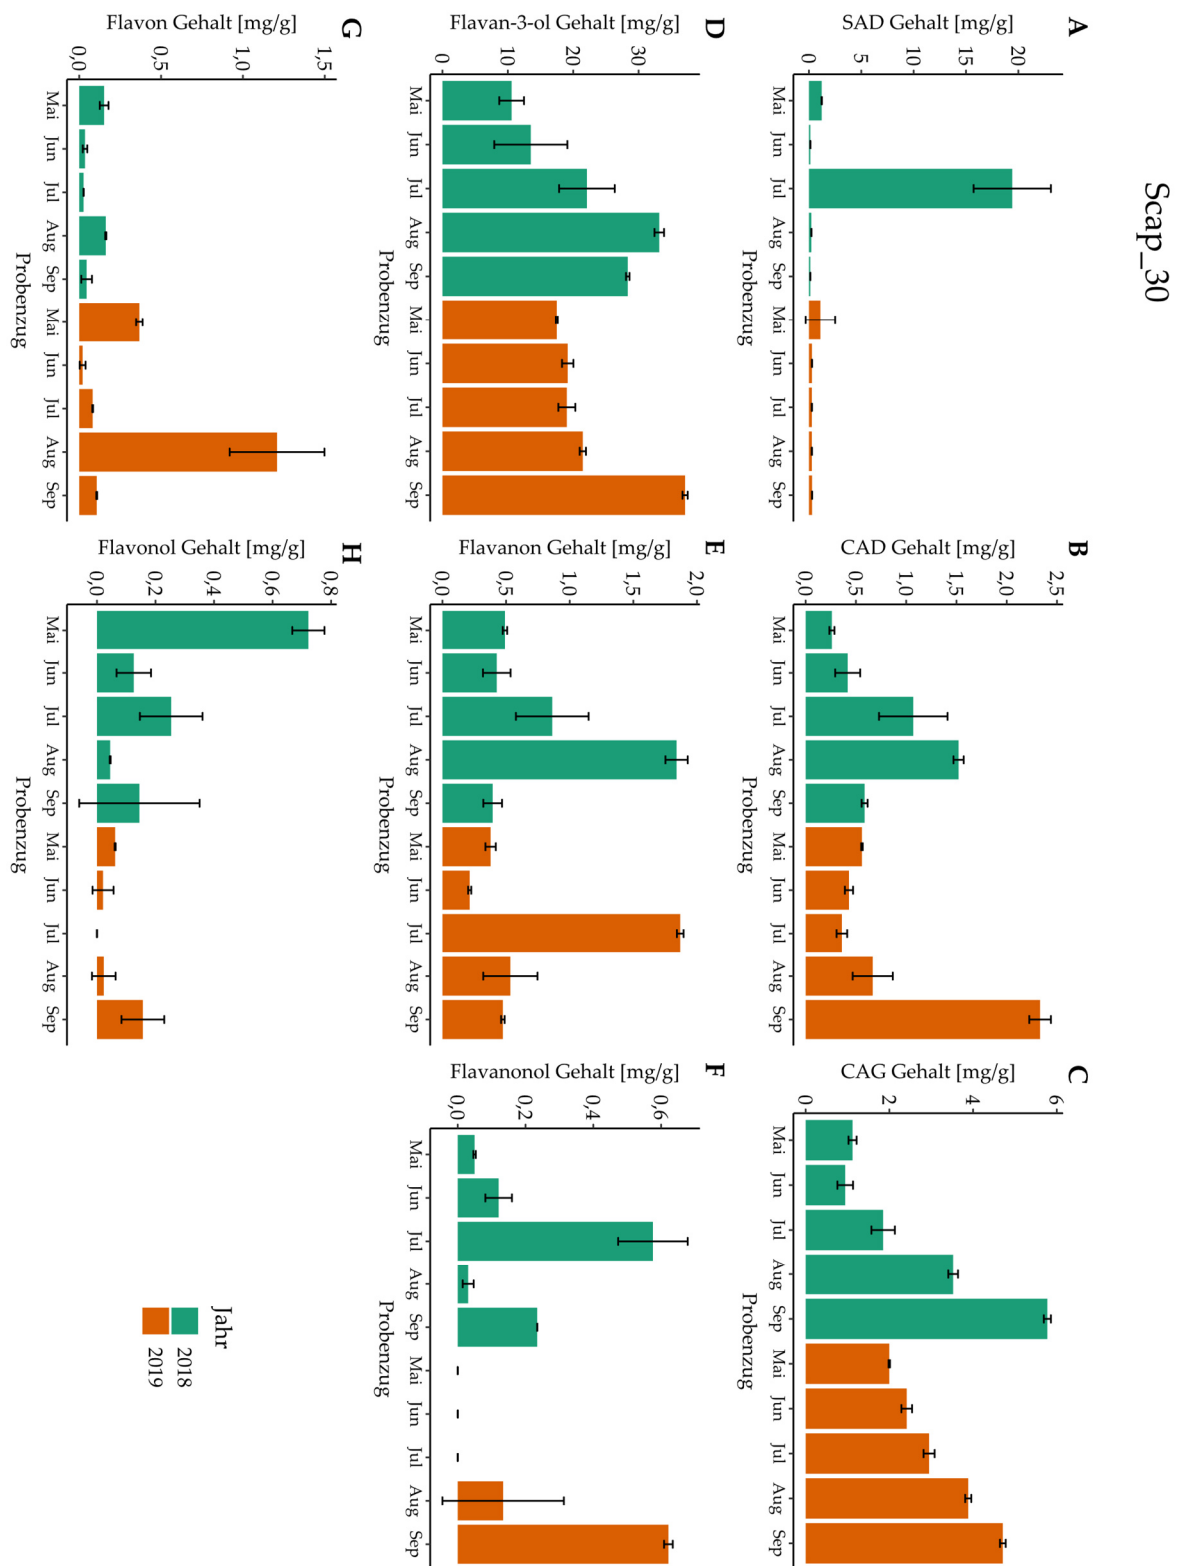 Scap_30
A
SAD Gehalt [mg/g]
0 5 10 15 20
Mai Jun Jul Aug Sep Mai Jun Jul Aug Sep
Probenzug
B
CAD Gehalt [mg/g]
0,0 0,5 1,0 1,5 2,0 2,5
Mai Jun Jul Aug Sep Mai Jun Jul Aug Sep
Probenzug
C
CAG Gehalt [mg/g]
0 2 4 6
Mai Jun Jul Aug Sep Mai Jun Jul Aug Sep
Probenzug
D
Flavan-3-ol Gehalt [mg/g]
0 10 20 30
Mai Jun Jul Aug Sep Mai Jun Jul Aug Sep
Probenzug
E
Flavanon Gehalt [mg/g]
0,0 0,5 1,0 1,5 2,0
Mai Jun Jul Aug Sep Mai Jun Jul Aug Sep
Probenzug
F
Flavanonol Gehalt [mg/g]
0,0 0,2 0,4 0,6
Mai Jun Jul Aug Sep Mai Jun Jul Aug Sep
Probenzug
G
Flavon Gehalt [mg/g]
0,0 0,5 1,0 1,5
Mai Jun Jul Aug Sep Mai Jun Jul Aug Sep
Probenzug
H
Flavonol Gehalt [mg/g]
0,0 0,2 0,4 0,6 0,8
Mai Jun Jul Aug Sep Mai Jun Jul Aug Sep
Probenzug
Jahr
2018
2019